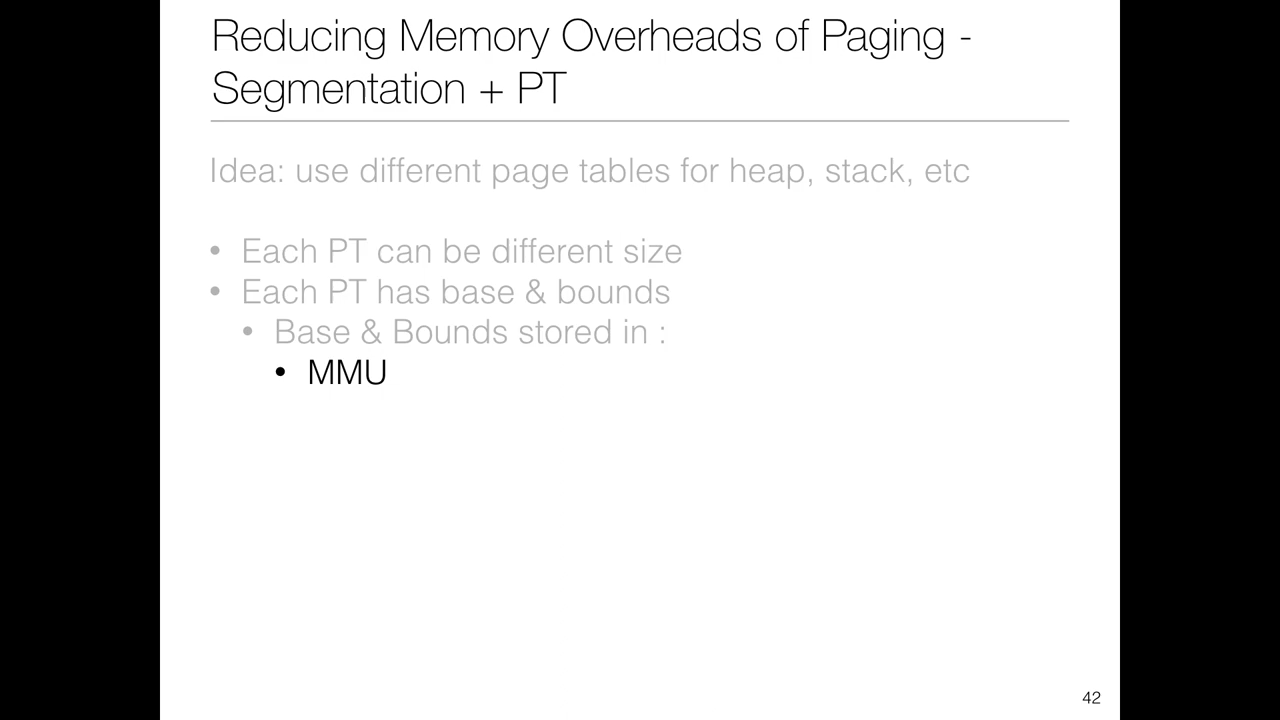 Reducing Memory Overheads of Paging -
Segmentation + PT
Idea: use different page tables for heap, stack, etc
• Each PT can be different size
• Each PT has base & bounds
• Base & Bounds stored in :
• MMU
42